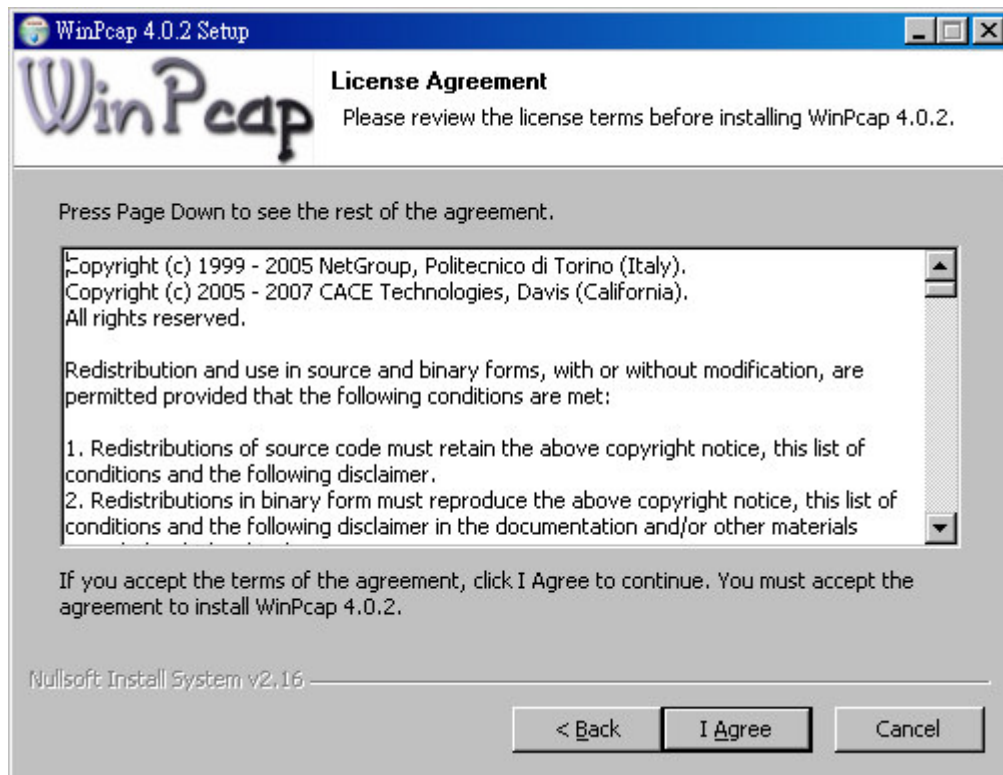 WinPcap 4.0.2 Setup
WinPcap
License Agreement
Please review the license terms before installing WinPcap 4.0.2.
Press Page Down to see the rest of the agreement.
Copyright (c) 1999 - 2005 NetGroup, Politecnico di Torino (Italy).
Copyright (c) 2005 - 2007 CACE Technologies, Davis (California).
All rights reserved.
Redistribution and use in source and binary forms, with or without modification, are
permitted provided that the following conditions are met:
1. Redistributions of source code must retain the above copyright notice, this list of
conditions and the following disclaimer.
2. Redistributions in binary form must reproduce the above copyright notice, this list of
conditions and the following disclaimer in the documentation and/or other materials
If you accept the terms of the agreement, click I Agree to continue. You must accept the
agreement to install WinPcap 4.0.2.
Nullsoft Install System v2.16
< Back
I Agree
Cancel